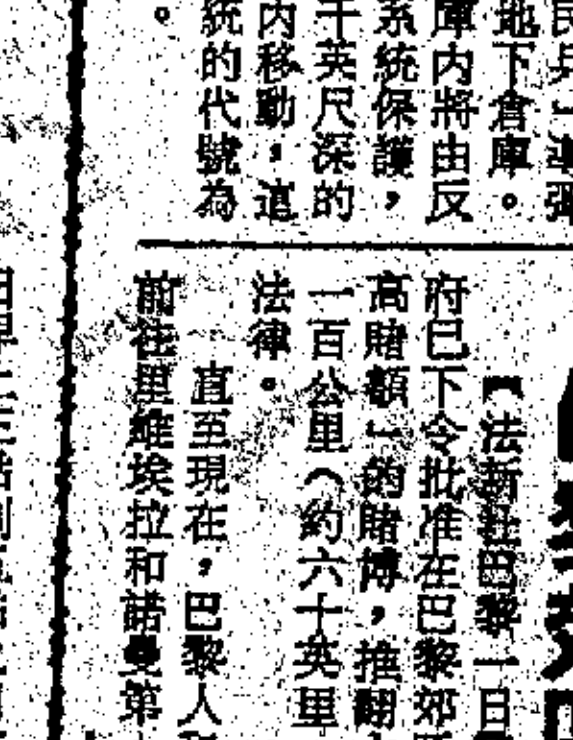 民兵」導彈
地下倉庫。
庫內將由反
系統保護，
千英尺深的
內移動，這
統的代號為
。
【法新社巴黎一日
府已下令批准在巴黎郊
高賭額」的賭博，推翻
一百公里（約六十英里
法律。
直至現在，巴黎人
前往里維埃拉和諾曼第